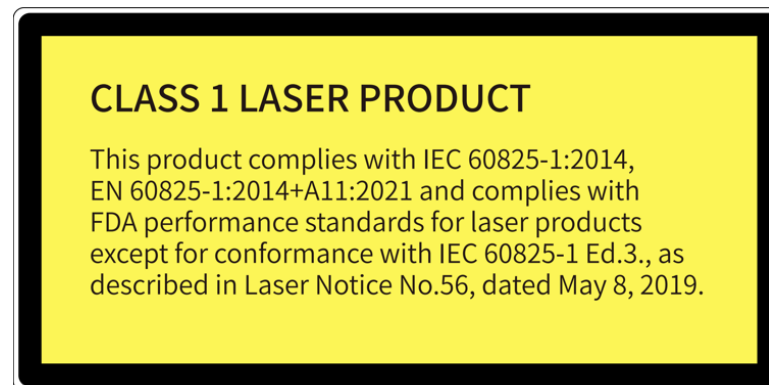 CLASS 1 LASER PRODUCT
This product complies with IEC 60825-1:2014,
EN 60825-1:2014+A11:2021 and complies with
FDA performance standards for laser products
except for conformance with IEC 60825-1 Ed.3., as
described in Laser Notice No.56, dated May 8, 2019.